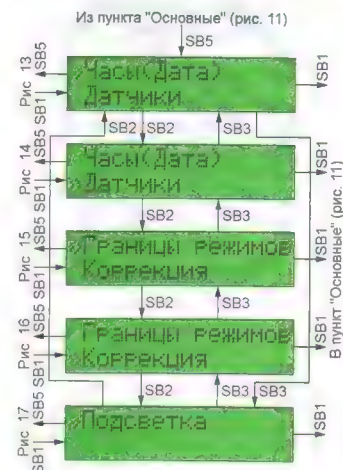 Из пункта "Основные" (рис. 11)
SB5
Рис 13
SB5
SB1
»Часы(Дата)
Датчики
SB1
SB2
SB2
SB3
Рис 14
SB5
SB1
Часы(Дата)
»Датчики
SB1
SB2
SB3
Рис 15
SB5
SB1
»Границы режимов
Коррекция
SB1
SB2
SB3
Рис 16
SB5
SB1
Границы режимов
»Коррекция
SB1
SB2
SB3
SB3
Рис 17
SB5
SB1
»Подсветка
SB1
В пункт "Основные" (рис. 11)